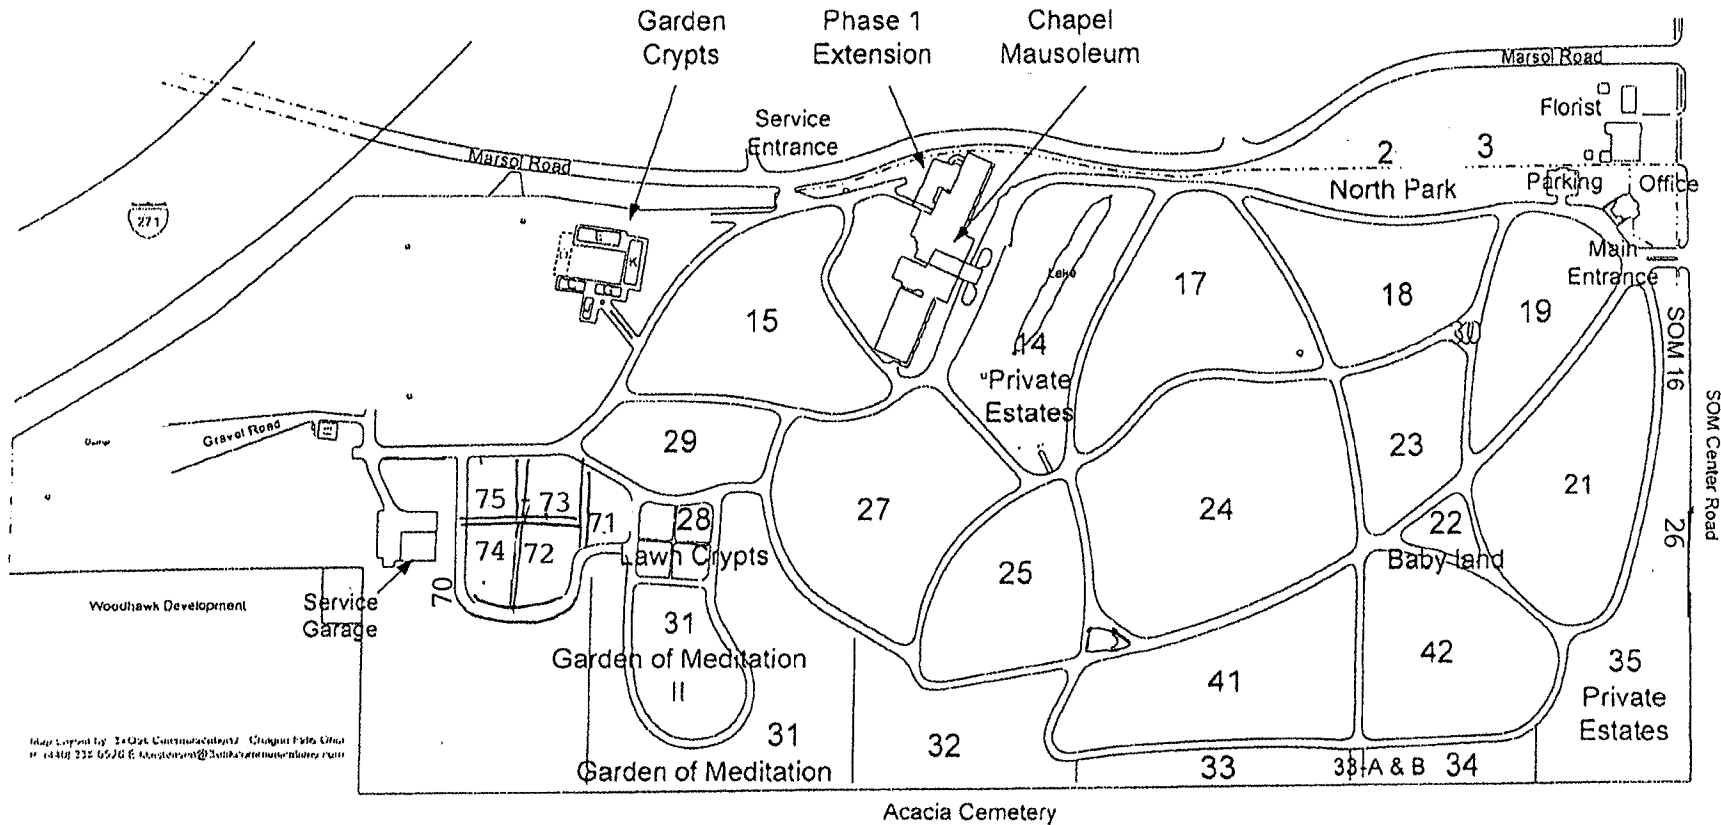 Garden
Crypts
Phase 1
Extension
Chapel
Mausoleum
Marsol Road
Florist
Service
Entrance
2
3
Marsol Road
North Park
Parking
Office
271
K
Main
Entrance
Lake
17
18
19
15
14
Private
Estates
SOM 16
SOM Center Road
Gravel Road
29
23
21
75
73
71
28
27
24
22
26
74
72
Lawn Crypts
25
Baby land
70
Woodhawk Development
Service
Garage
31
Garden of Meditation
II
41
42
35
Private
Estates
31
Garden of Meditation
32
33
33-A & B
34
Map Layout by
Acacia Cemetery